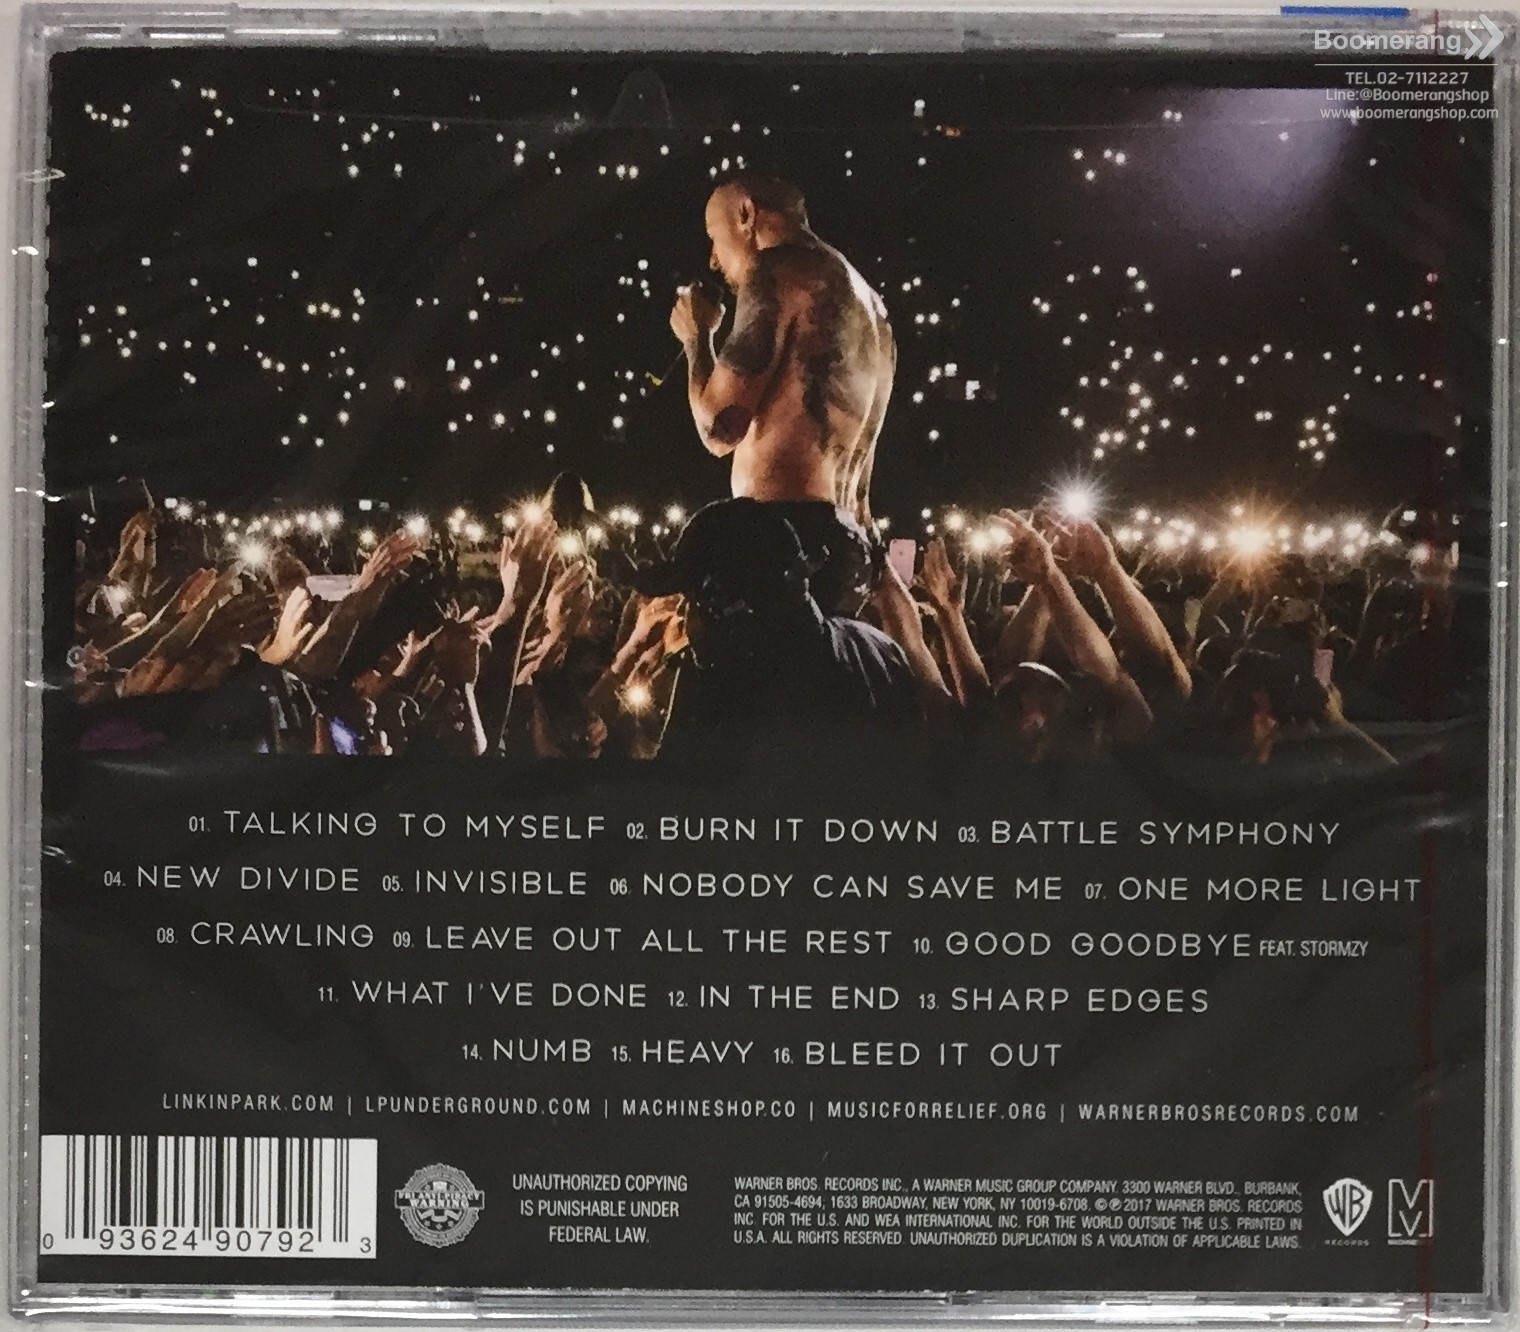 Boomerang
TEL.02-7112227
Line:@Boomerangshop
www.boomerangshop.com
01. TALKING TO MYSELF 02. BURN IT DOWN 03. BATTLE SYMPHONY
04. NEW DIVIDE 05. INVISIBLE 06. NOBODY CAN SAVE ME 07. ONE MORE LIGHT
08. CRAWLING 09. LEAVE OUT ALL THE REST 10. GOOD GOODBYE FEAT. STORMZY
11. WHAT I'VE DONE 12. IN THE END 13. SHARP EDGES
14. NUMB 15. HEAVY 16. BLEED IT OUT
LINKINPARK.COM | LPUNDERGROUND.COM | MACHINESHOP.CO | MUSICFORRELIEF.ORG | WARNERBROSRECORDS.COM
0 93624 90792 3
FBI ANTI-PIRACY
WARNING
UNAUTHORIZED COPYING
IS PUNISHABLE UNDER
FEDERAL LAW.
WARNER BROS. RECORDS INC., A WARNER MUSIC GROUP COMPANY. 3300 WARNER BLVD., BURBANK,
CA 91505-4694; 1633 BROADWAY, NEW YORK, NY 10019-6708. ©℗ 2017 WARNER BROS. RECORDS
INC. FOR THE U.S. AND WEA INTERNATIONAL INC. FOR THE WORLD OUTSIDE THE U.S. PRINTED IN
U.S.A. ALL RIGHTS RESERVED. UNAUTHORIZED DUPLICATION IS A VIOLATION OF APPLICABLE LAWS.
WB
RECORDS